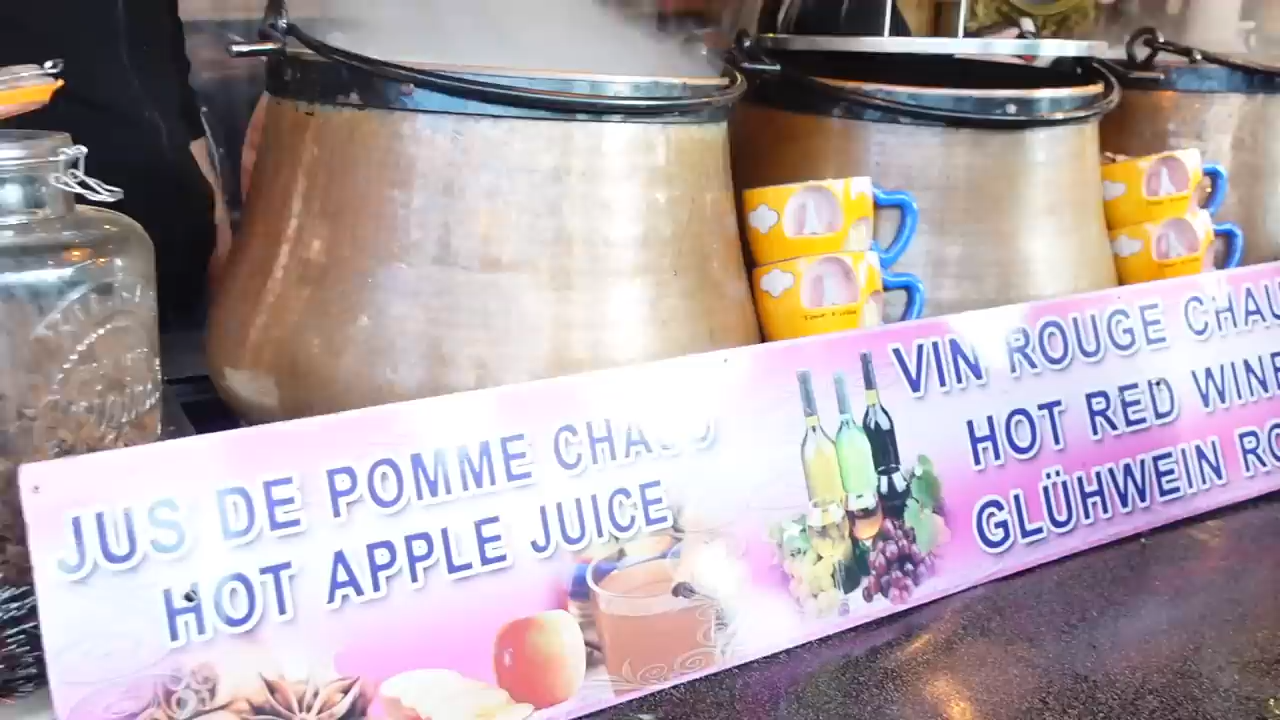 JUS DE POMME CHAUD
HOT APPLE JUICE
VIN ROUGE CHAU
HOT RED WINE
GLÜHWEIN RO